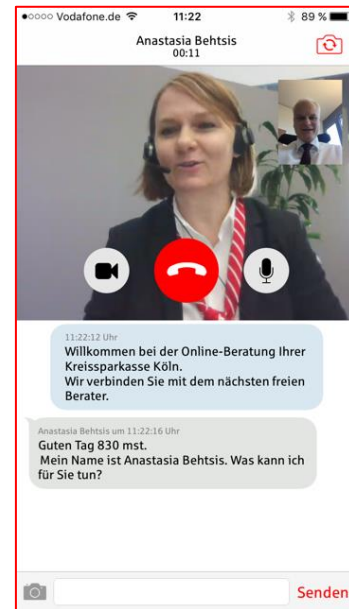 ●○○○○ Vodafone.de 11:22 89 %
Anastasia Behtsis
00:11
11:22:12 Uhr
Willkommen bei der Online-Beratung Ihrer
Kreissparkasse Köln.
Wir verbinden Sie mit dem nächsten freien
Berater.
Anastasia Behtsis um 11:22:16 Uhr
Guten Tag 830 mst.
Mein Name ist Anastasia Behtsis. Was kann ich
für Sie tun?
Senden